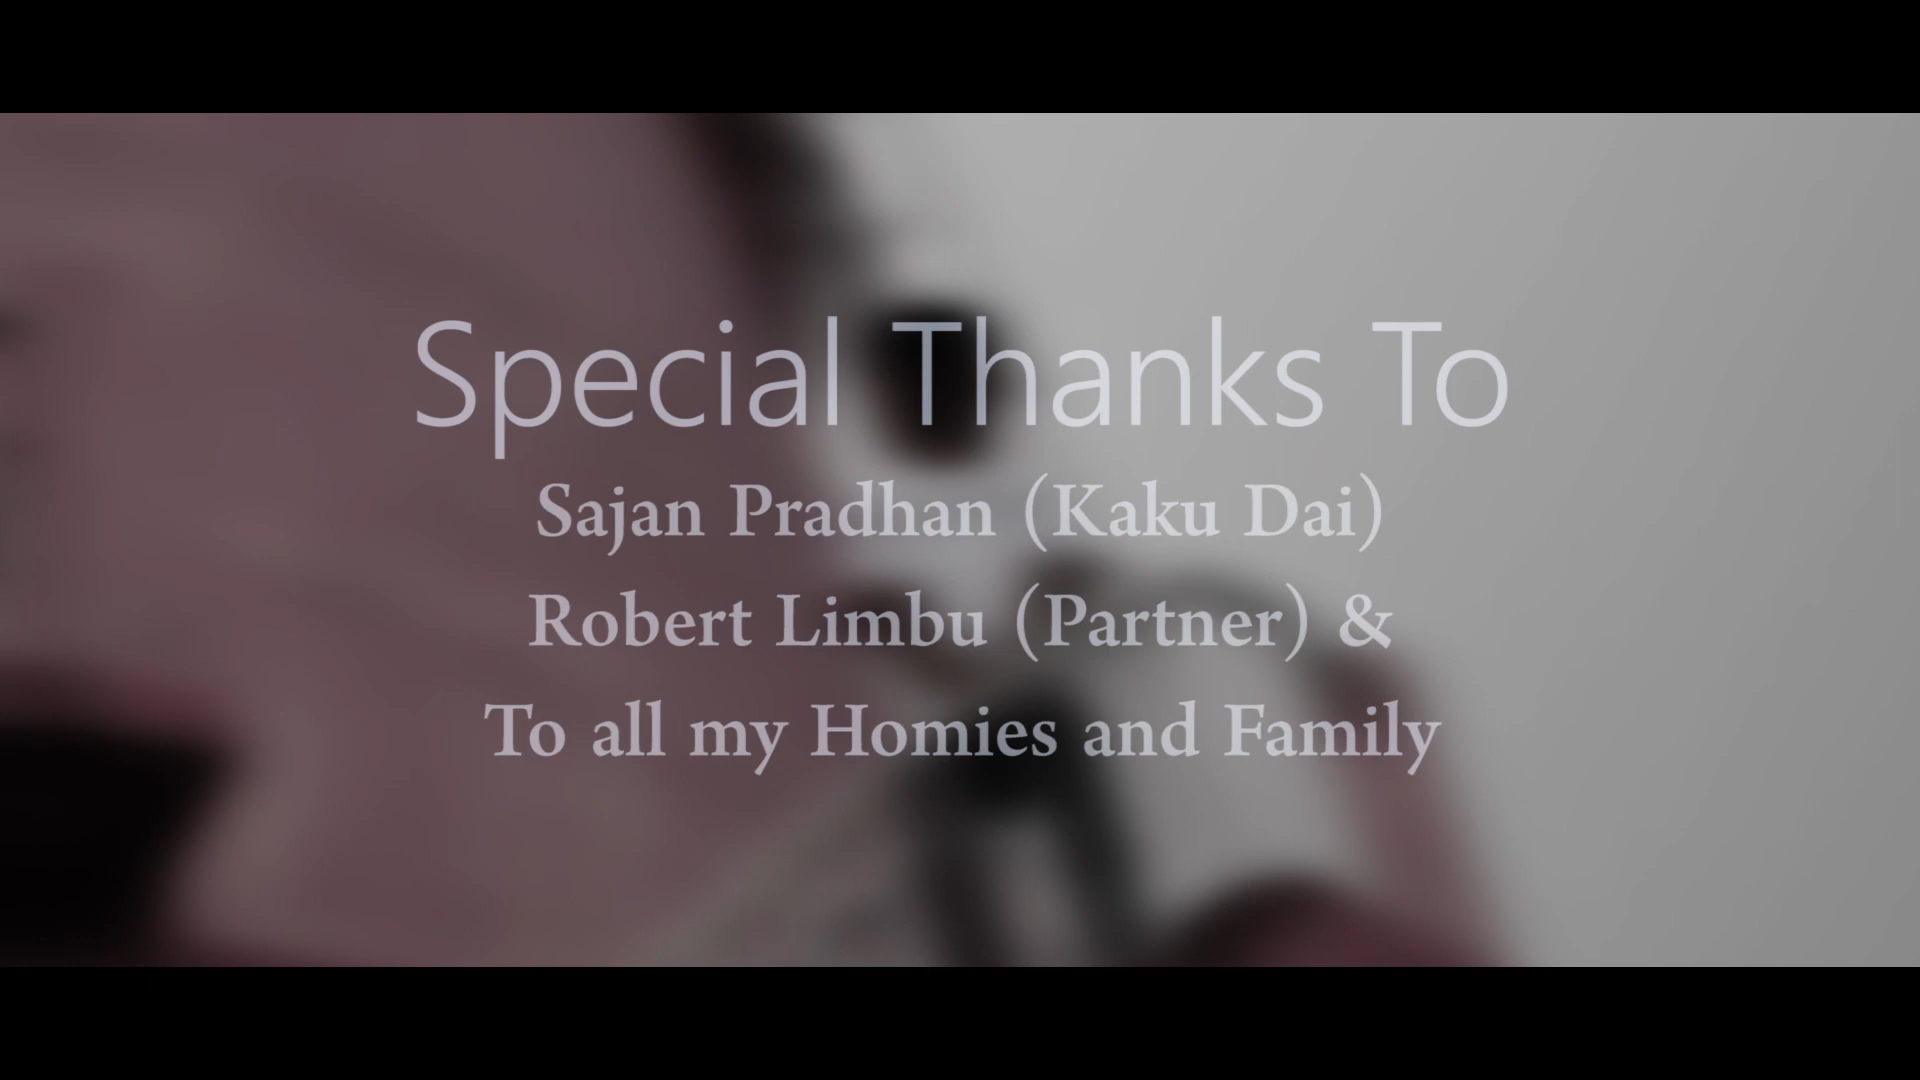 Special Thanks To
Sajan Pradhan (Kaku Dai)
Robert Limbu (Partner) &
To all my Homies and Family